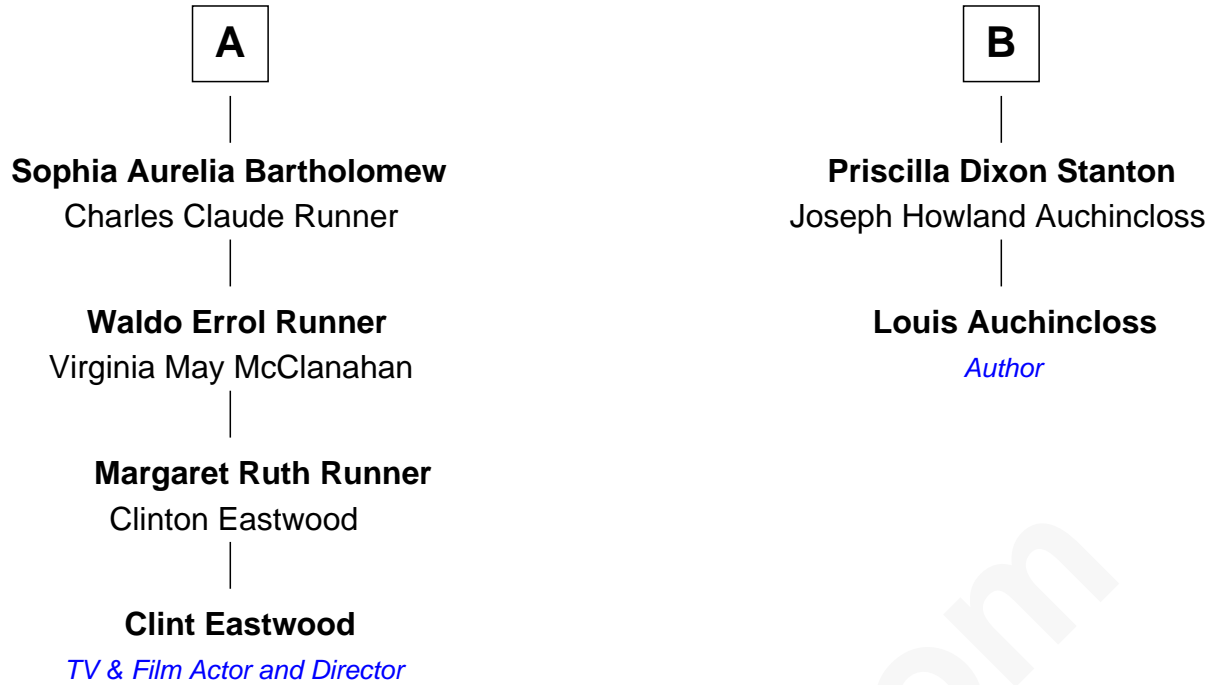 A
Sophia Aurelia Bartholomew
Charles Claude Runner
Waldo Errol Runner
Virginia May McClanahan
Margaret Ruth Runner
Clinton Eastwood
Clint Eastwood
TV & Film Actor and Director
B
Priscilla Dixon Stanton
Joseph Howland Auchincloss
Louis Auchincloss
Author
om